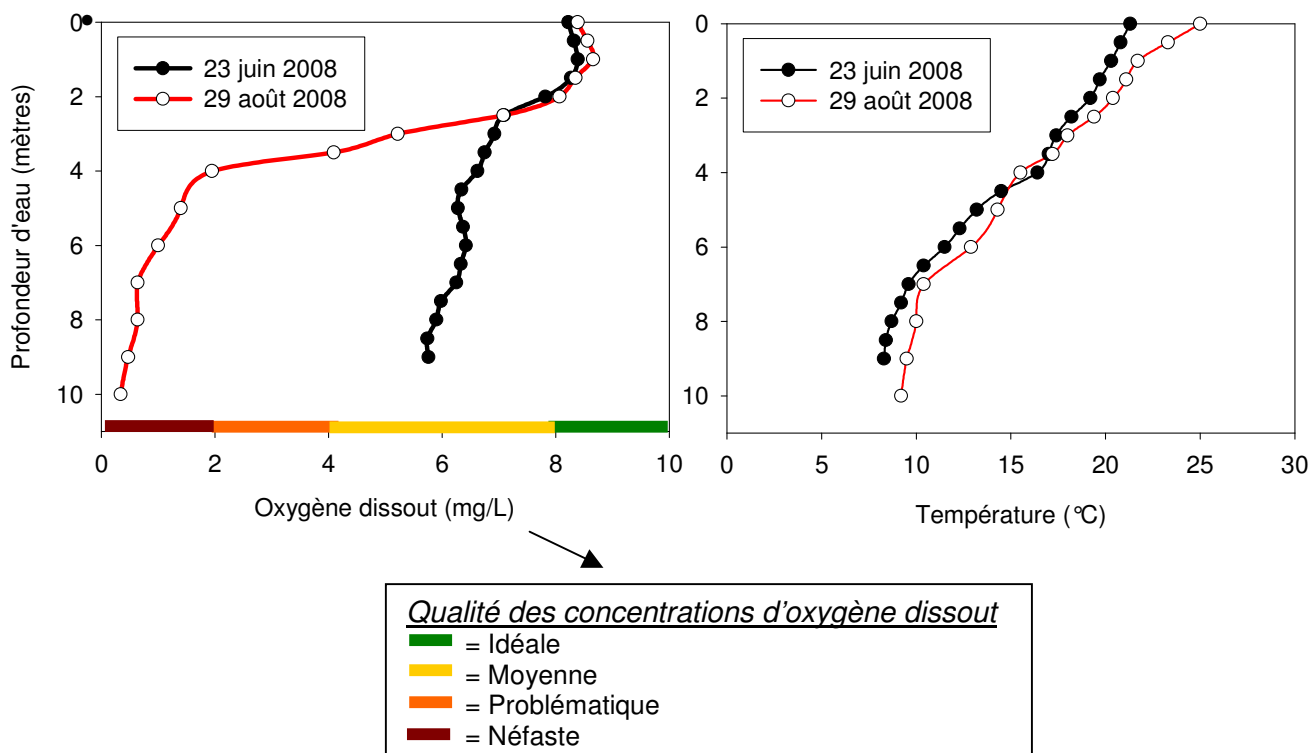 0
2
4
6
8
10
Profondeur d'eau (mètres)
23 juin 2008
29 août 2008
0 2 4 6 8 10
Oxygène dissout (mg/L)
0
2
4
6
8
10
23 juin 2008
29 août 2008
0 5 10 15 20 25 30
Température (°C)
Qualité des concentrations d'oxygène dissout
= Idéale
= Moyenne
= Problématique
= Néfaste